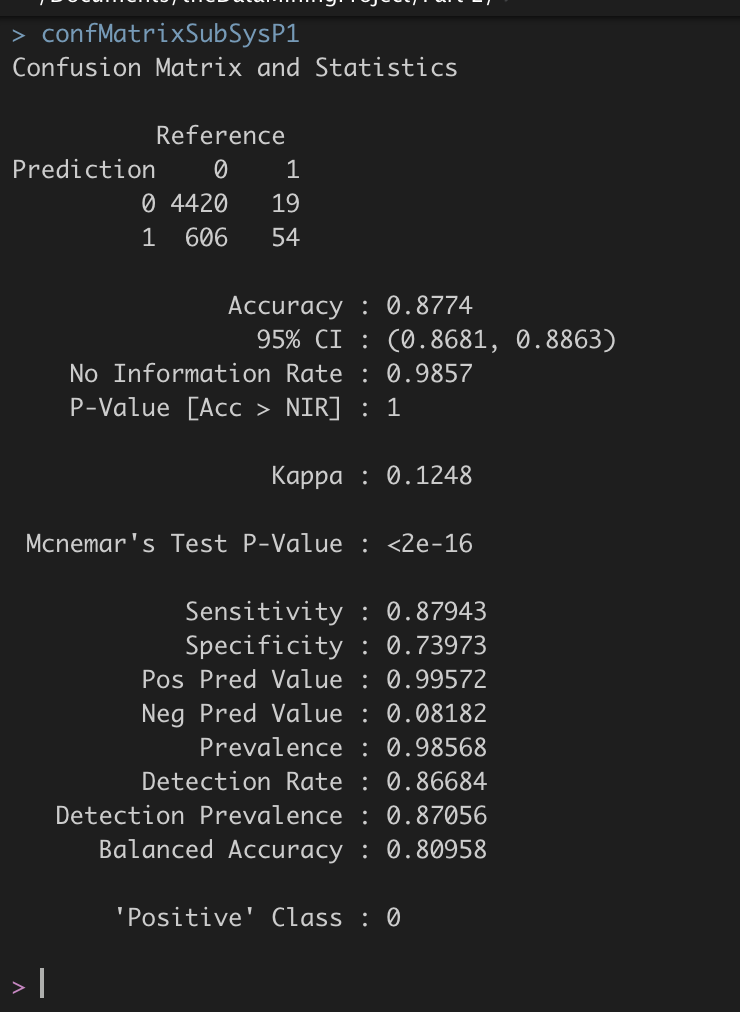 > confMatrixSubSysP1
Confusion Matrix and Statistics
Reference
Prediction 0 1
0 4420 19
1 606 54
Accuracy : 0.8774
95% CI : (0.8681, 0.8863)
No Information Rate : 0.9857
P-Value [Acc > NIR] : 1
Kappa : 0.1248
Mcnemar's Test P-Value : <2e-16
Sensitivity : 0.87943
Specificity : 0.73973
Pos Pred Value : 0.99572
Neg Pred Value : 0.08182
Prevalence : 0.98568
Detection Rate : 0.86684
Detection Prevalence : 0.87056
Balanced Accuracy : 0.80958
'Positive' Class : 0
>